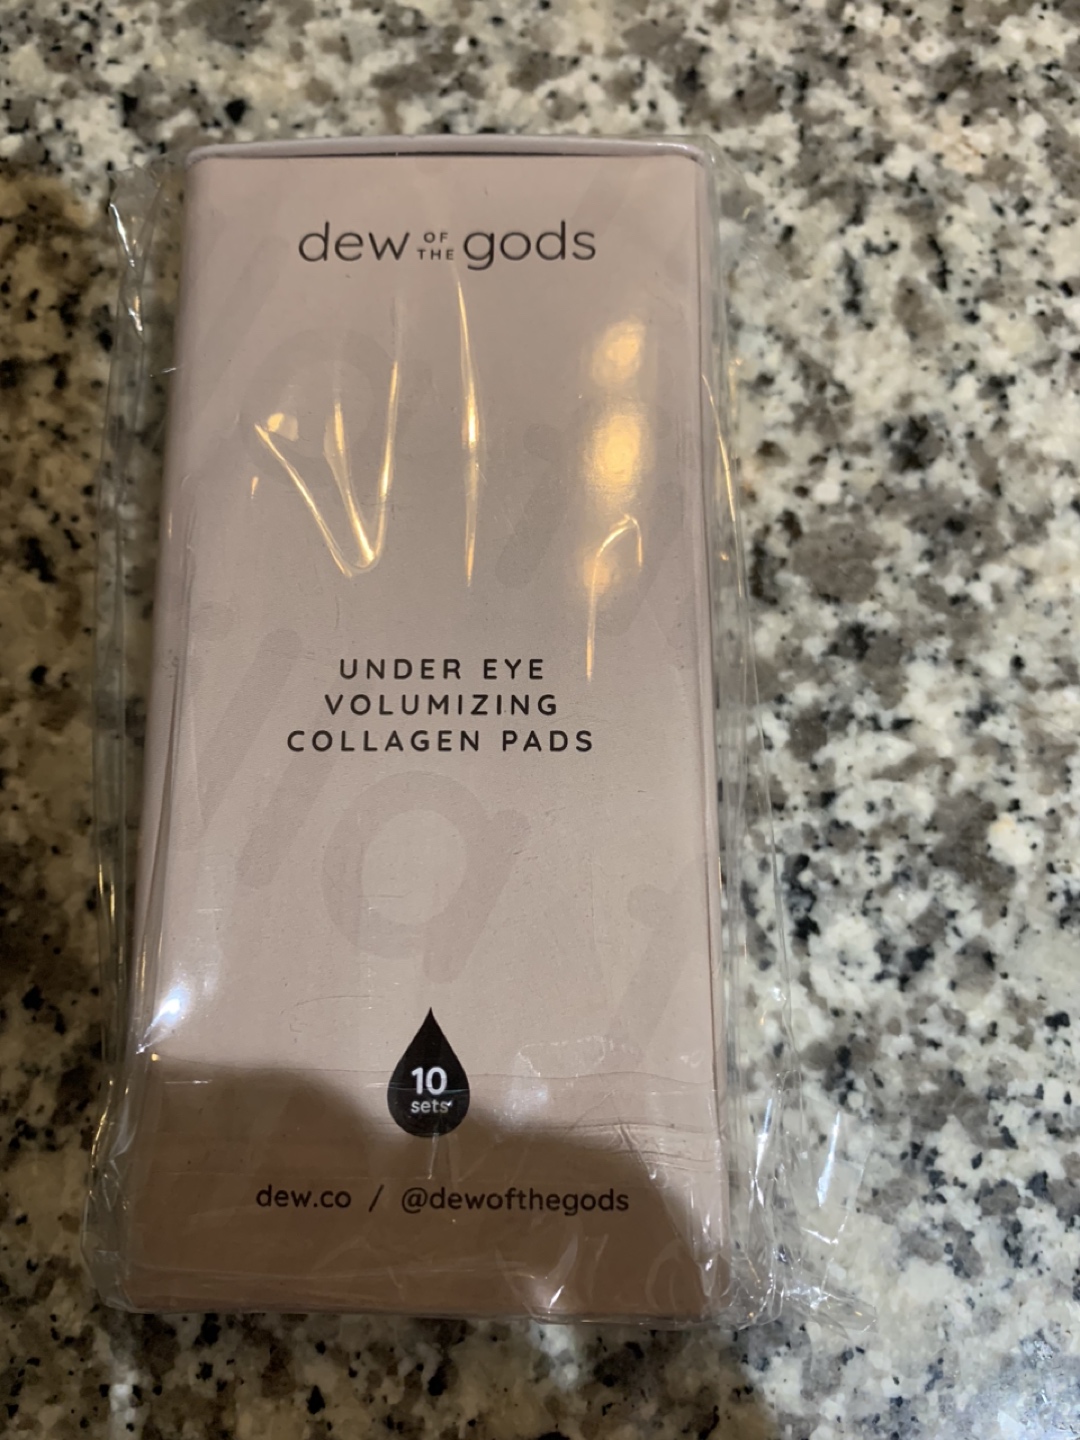 dew OF THE gods
UNDER EYE
VOLUMIZING
COLLAGEN PADS
10
sets
dew.co / @dewofthegods